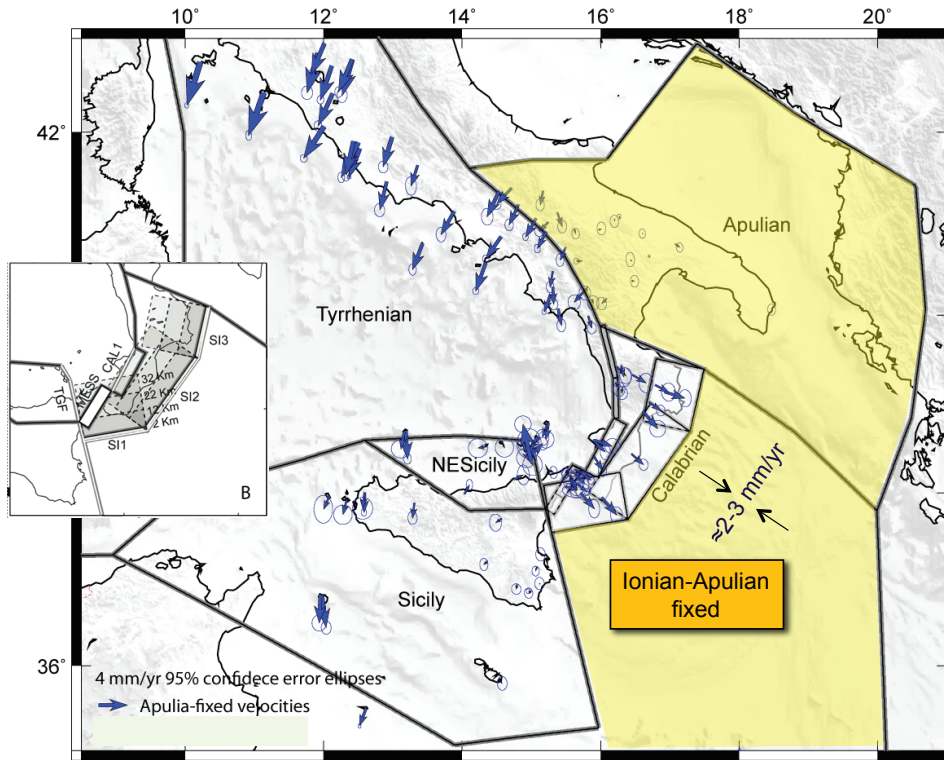 10°
12°
14°
16°
18°
20°
42°
Apulian
Tyrrhenian
SI3
CAL1
MESS
TGF
32 Km
22 Km
12 Km
2 Km
SI2
SI1
B
NESicily
Calabrian
≈2-3 mm/yr
Ionian-Apulian
fixed
Sicily
36°
4 mm/yr 95% confidece error ellipses
Apulia-fixed velocities